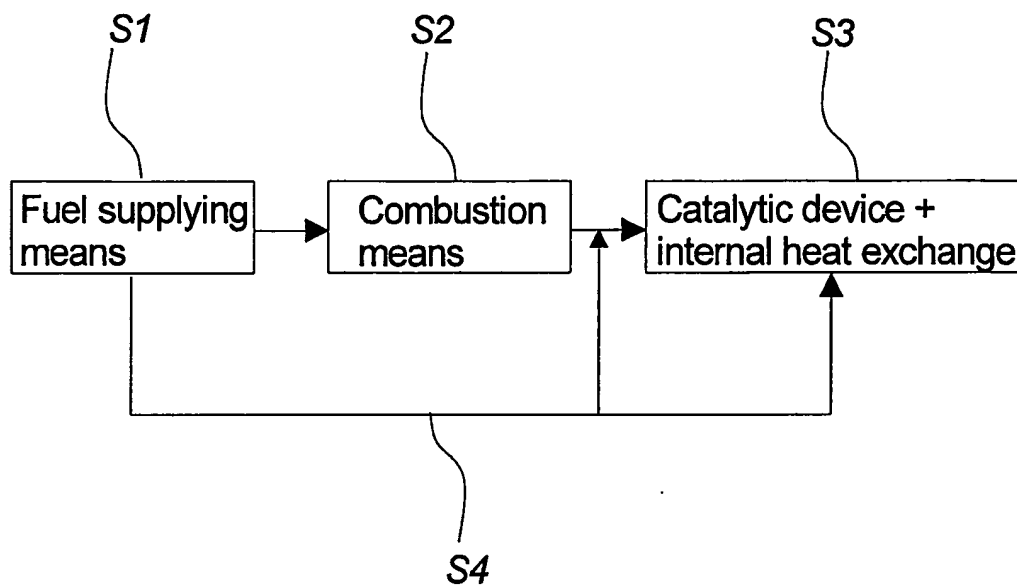 S1
S2
S3
Fuel supplying
means
Combustion
means
Catalytic device +
internal heat exchange
S4